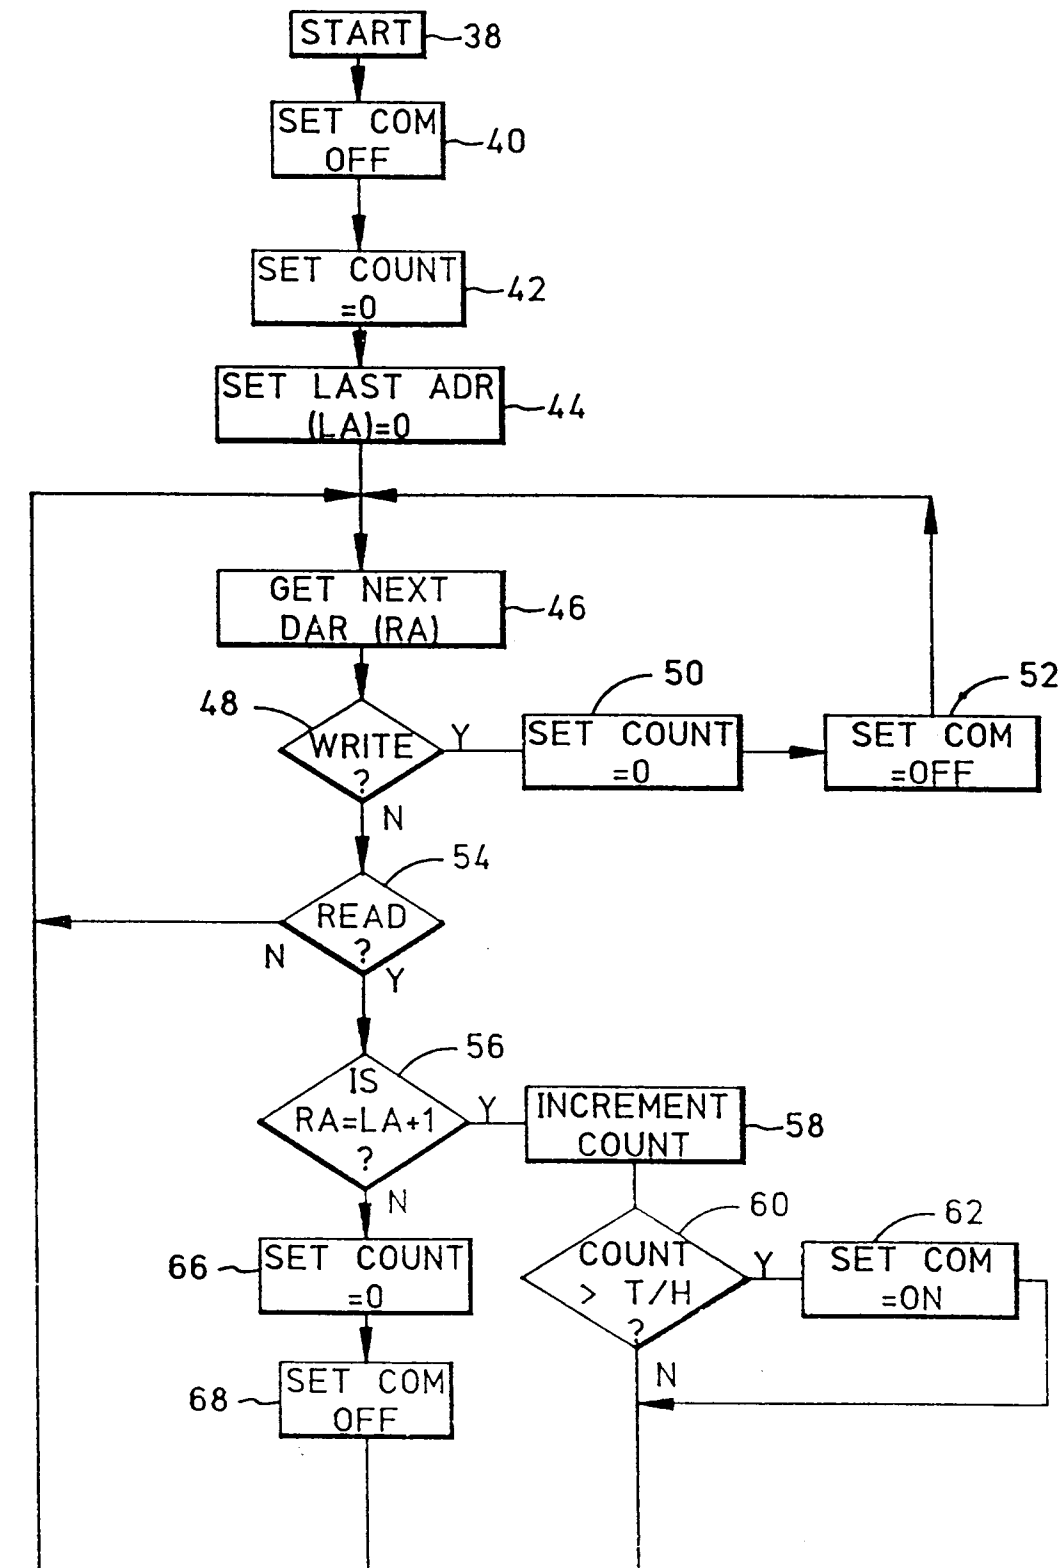 START
38
SET COM
OFF
40
SET COUNT
=0
42
SET LAST ADR
(LA)=0
44
GET NEXT
DAR (RA)
46
48
WRITE
?
Y
N
50
SET COUNT
=0
52
SET COM
=OFF
54
READ
?
N
Y
56
IS
RA=LA+1
?
Y
N
INCREMENT
COUNT
58
60
COUNT
> T/H
?
Y
N
62
SET COM
=ON
66
SET COUNT
=0
68
SET COM
OFF